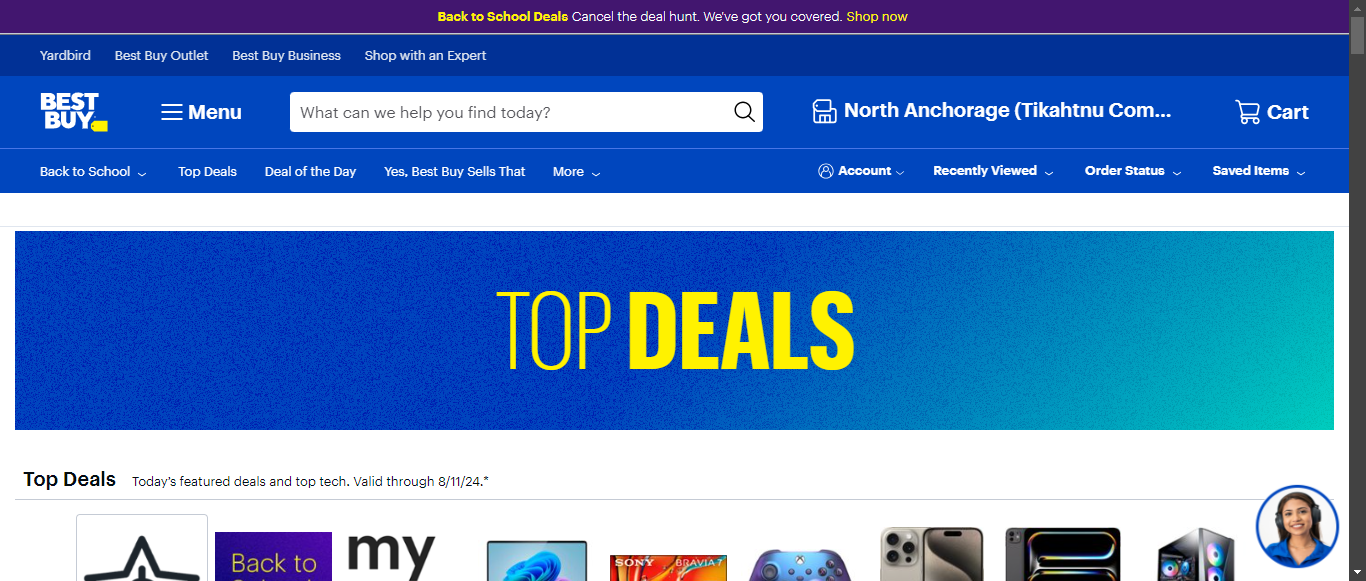 Back to School Deals Cancel the deal hunt. We've got you covered. Shop now
Yardbird Best Buy Outlet Best Buy Business Shop with an Expert
BEST
BUY
Menu
What can we help you find today?
North Anchorage (Tikahtnu Com...
Cart
Back to School Top Deals Deal of the Day Yes, Best Buy Sells That More
Account Recently Viewed Order Status Saved Items
TOP DEALS
Top Deals Today's featured deals and top tech. Valid through 8/11/24.*
Back to
School
my
SONY BRAVIA 7